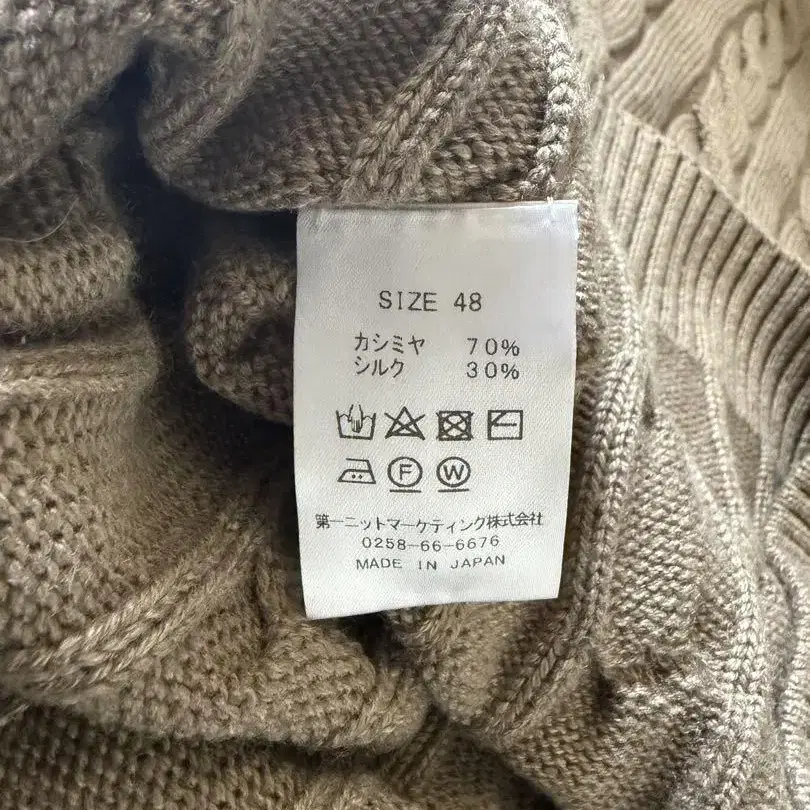 SIZE 48
カシミヤ 70%
シルク 30%
F W
第一ニットマーケティング株式会社
0258-66-6676
MADE IN JAPAN